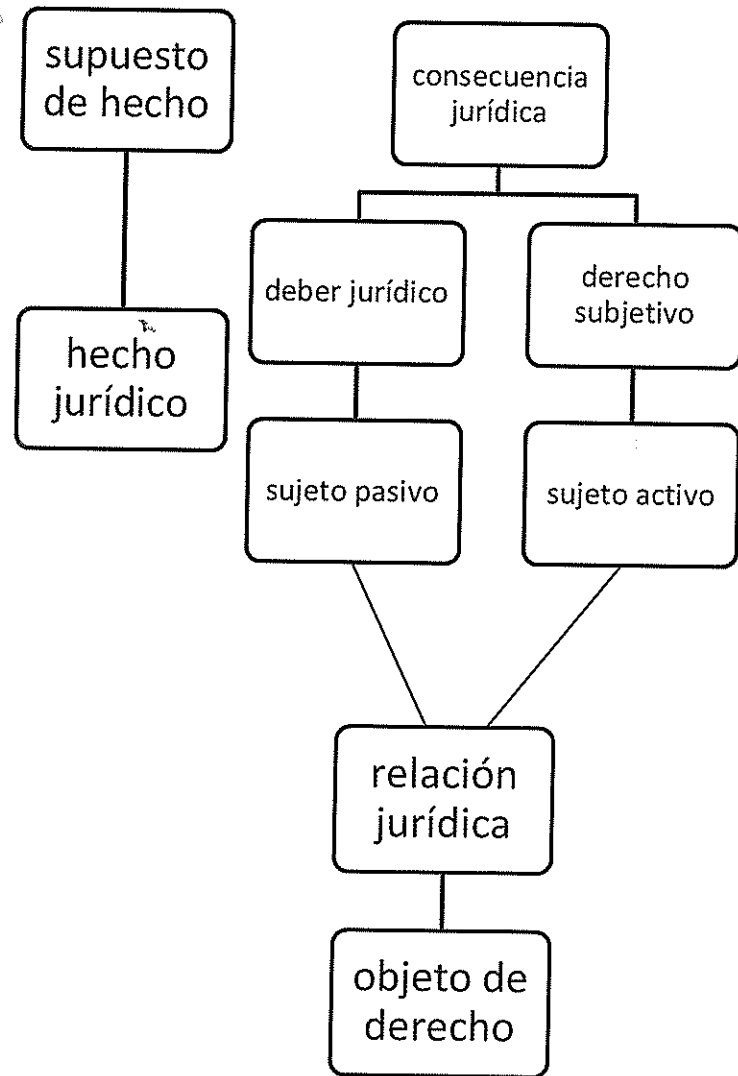 supuesto
de hecho
consecuencia
jurídica
deber jurídico
derecho
subjetivo
hecho
jurídico
sujeto pasivo
sujeto activo
relación
jurídica
objeto de
derecho